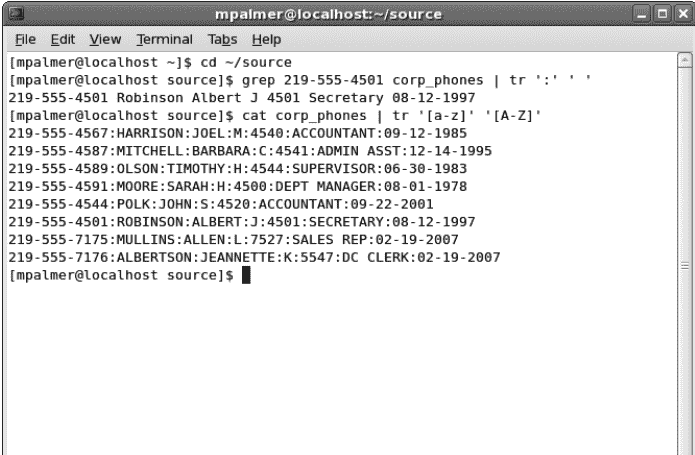 mpalmer@localhost:~/source
File Edit View Terminal Tabs Help
[mpalmer@localhost ~]$ cd ~/source
[mpalmer@localhost source]$ grep 219-555-4501 corp_phones | tr ':' ' '
219-555-4501 Robinson Albert J 4501 Secretary 08-12-1997
[mpalmer@localhost source]$ cat corp_phones | tr '[a-z]' '[A-Z]'
219-555-4567:HARRISON:JOEL:M:4540:ACCOUNTANT:09-12-1985
219-555-4587:MITCHELL:BARBARA:C:4541:ADMIN ASST:12-14-1995
219-555-4589:OLSON:TIMOTHY:H:4544:SUPERVISOR:06-30-1983
219-555-4591:MOORE:SARAH:H:4500:DEPT MANAGER:08-01-1978
219-555-4544:POLK:JOHN:S:4520:ACCOUNTANT:09-22-2001
219-555-4501:ROBINSON:ALBERT:J:4501:SECRETARY:08-12-1997
219-555-7175:MULLINS:ALLEN:L:7527:SALES REP:02-19-2007
219-555-7176:ALBERTSON:JEANNETTE:K:5547:DC CLERK:02-19-2007
[mpalmer@localhost source]$